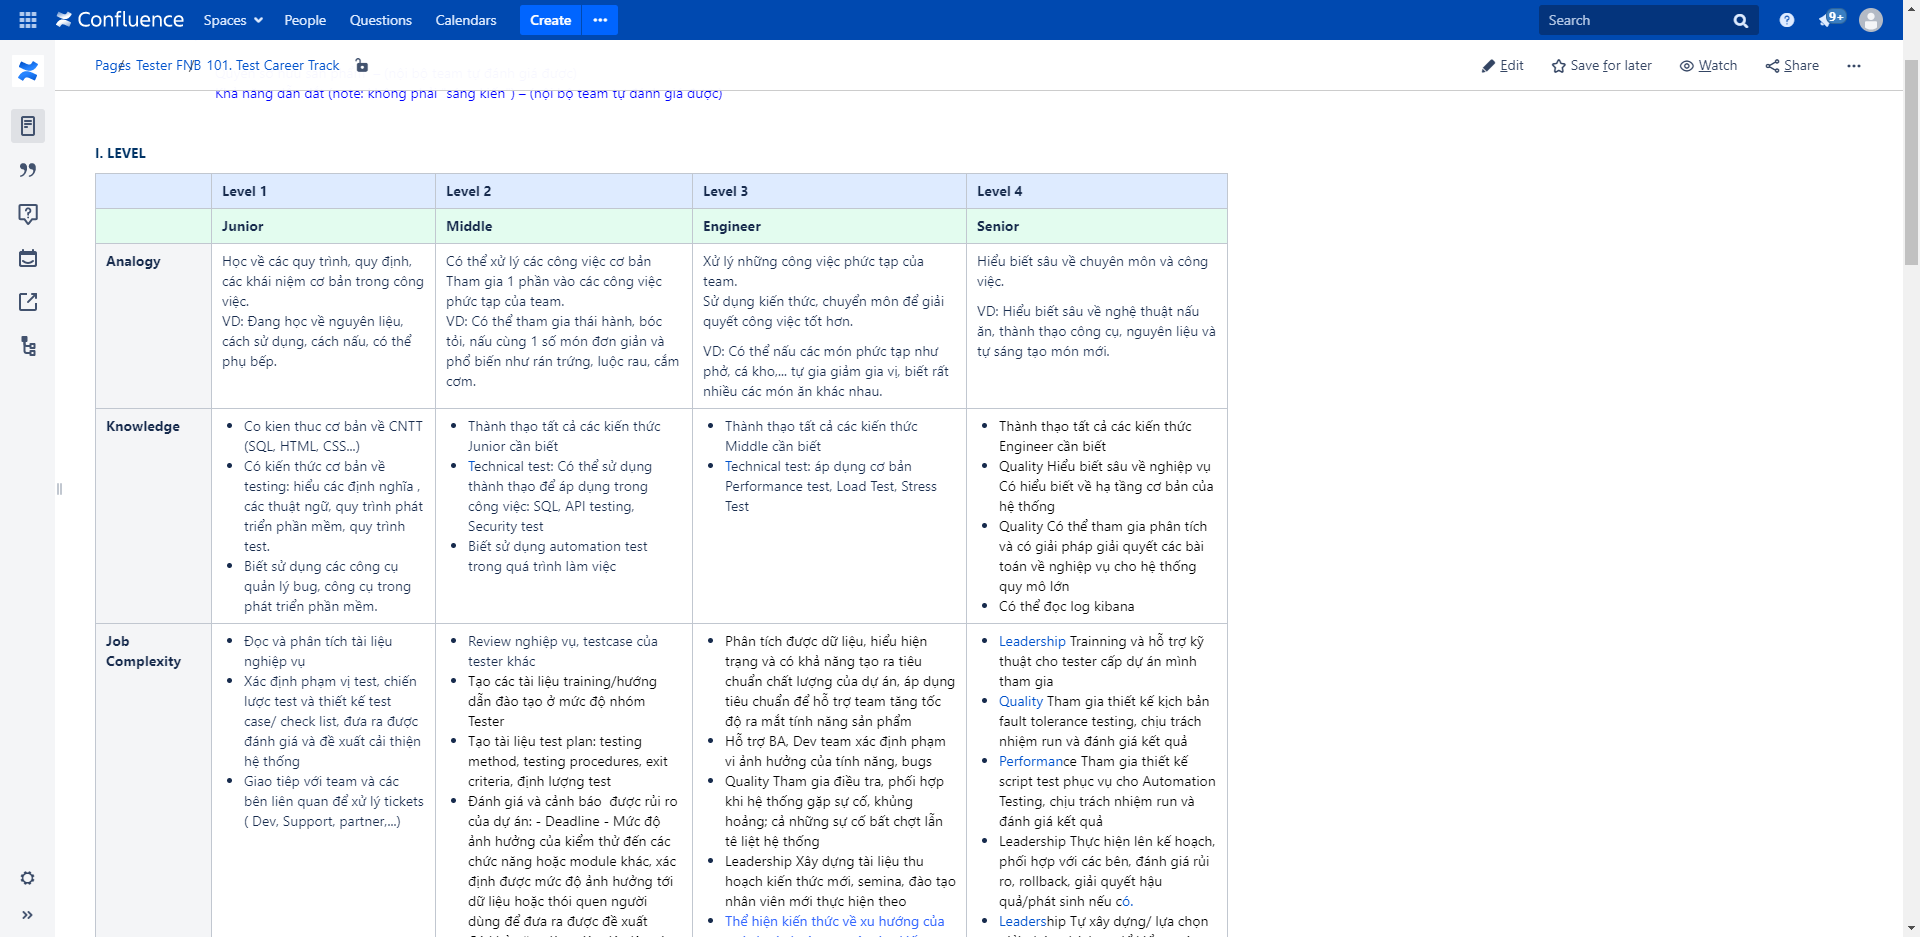 Confluence Spaces People Questions Calendars Create ••• Search 9+
Pages / Tester FNB / 101. Test Career Track Edit Save for later Watch Share •••
Khả năng dẫn dắt (note: không phải "sáng kiến") – (nội bộ team tự đánh giá được)
I. LEVEL
Level 1 Level 2 Level 3 Level 4
Junior Middle Engineer Senior
Analogy
Học về các quy trình, quy định,
các khái niệm cơ bản trong công
việc.
VD: Đang học về nguyên liệu,
cách sử dụng, cách nấu, có thể
phụ bếp.
Có thể xử lý các công việc cơ bản
Tham gia 1 phần vào các công việc
phức tạp của team.
VD: Có thể tham gia thái hành, bóc
tỏi, nấu cùng 1 số món đơn giản và
phổ biến như rán trứng, luộc rau, cắm
cơm.
Xử lý những công việc phức tạp của
team.
Sử dụng kiến thức, chuyển môn để giải
quyết công việc tốt hơn.
VD: Có thể nấu các món phức tạp như
phở, cá kho,... tự gia giảm gia vị, biết rất
nhiều các món ăn khác nhau.
Hiểu biết sâu về chuyên môn và công
việc.
VD: Hiểu biết sâu về nghệ thuật nấu
ăn, thành thạo công cụ, nguyên liệu và
tự sáng tạo món mới.
Knowledge
• Co kien thuc cơ bản về CNTT
(SQL, HTML, CSS...)
• Có kiến thức cơ bản về
testing: hiểu các định nghĩa ,
các thuật ngữ, quy trình phát
triển phần mềm, quy trình
test.
• Biết sử dụng các công cụ
quản lý bug, công cụ trong
phát triển phần mềm.
• Thành thạo tất cả các kiến thức
Junior cần biết
• Technical test: Có thể sử dụng
thành thạo để áp dụng trong
công việc: SQL, API testing,
Security test
• Biết sử dụng automation test
trong quá trình làm việc
• Thành thạo tất cả các kiến thức
Middle cần biết
• Technical test: áp dụng cơ bản
Performance test, Load Test, Stress
Test
• Thành thạo tất cả các kiến thức
Engineer cần biết
• Quality Hiểu biết sâu về nghiệp vụ
Có hiểu biết về hạ tầng cơ bản của
hệ thống
• Quality Có thể tham gia phân tích
và có giải pháp giải quyết các bài
toán về nghiệp vụ cho hệ thống
quy mô lớn
• Có thể đọc log kibana
Job
Complexity
• Đọc và phân tích tài liệu
nghiệp vụ
• Xác định phạm vị test, chiến
lược test và thiết kế test
case/ check list, đưa ra được
đánh giá và đề xuất cải thiện
hệ thống
• Giao tiếp với team và các
bên liên quan để xử lý tickets
( Dev, Support, partner,...)
• Review nghiệp vụ, testcase của
tester khác
• Tạo các tài liệu training/hướng
dẫn đào tạo ở mức độ nhóm
Tester
• Tạo tài liệu test plan: testing
method, testing procedures, exit
criteria, định lượng test
• Đánh giá và cảnh báo được rủi ro
của dự án: - Deadline - Mức độ
ảnh hưởng của kiểm thử đến các
chức năng hoặc module khác, xác
định được mức độ ảnh hưởng tới
dữ liệu hoặc thói quen người
dùng để đưa ra được đề xuất
• Phân tích được dữ liệu, hiểu hiện
trạng và có khả năng tạo ra tiêu
chuẩn chất lượng của dự án, áp dụng
tiêu chuẩn để hỗ trợ team tăng tốc
độ ra mắt tính năng sản phẩm
• Hỗ trợ BA, Dev team xác định phạm
vi ảnh hưởng của tính năng, bugs
• Quality Tham gia điều tra, phối hợp
khi hệ thống gặp sự cố, khủng
hoảng; cả những sự cố bất chợt lẫn
tê liệt hệ thống
• Leadership Xây dựng tài liệu thu
hoạch kiến thức mới, semina, đào tạo
nhân viên mới thực hiện theo
• Thể hiện kiến thức về xu hướng của
• Leadership Trainning và hỗ trợ kỹ
thuật cho tester cấp dự án mình
tham gia
• Quality Tham gia thiết kế kịch bản
fault tolerance testing, chịu trách
nhiệm run và đánh giá kết quả
• Performance Tham gia thiết kế
script test phục vụ cho Automation
Testing, chịu trách nhiệm run và
đánh giá kết quả
• Leadership Thực hiện lên kế hoạch,
phối hợp với các bên, đánh giá rủi
ro, rollback, giải quyết hậu
quả/phát sinh nếu có.
• Leadership Tự xây dựng/ lựa chọn